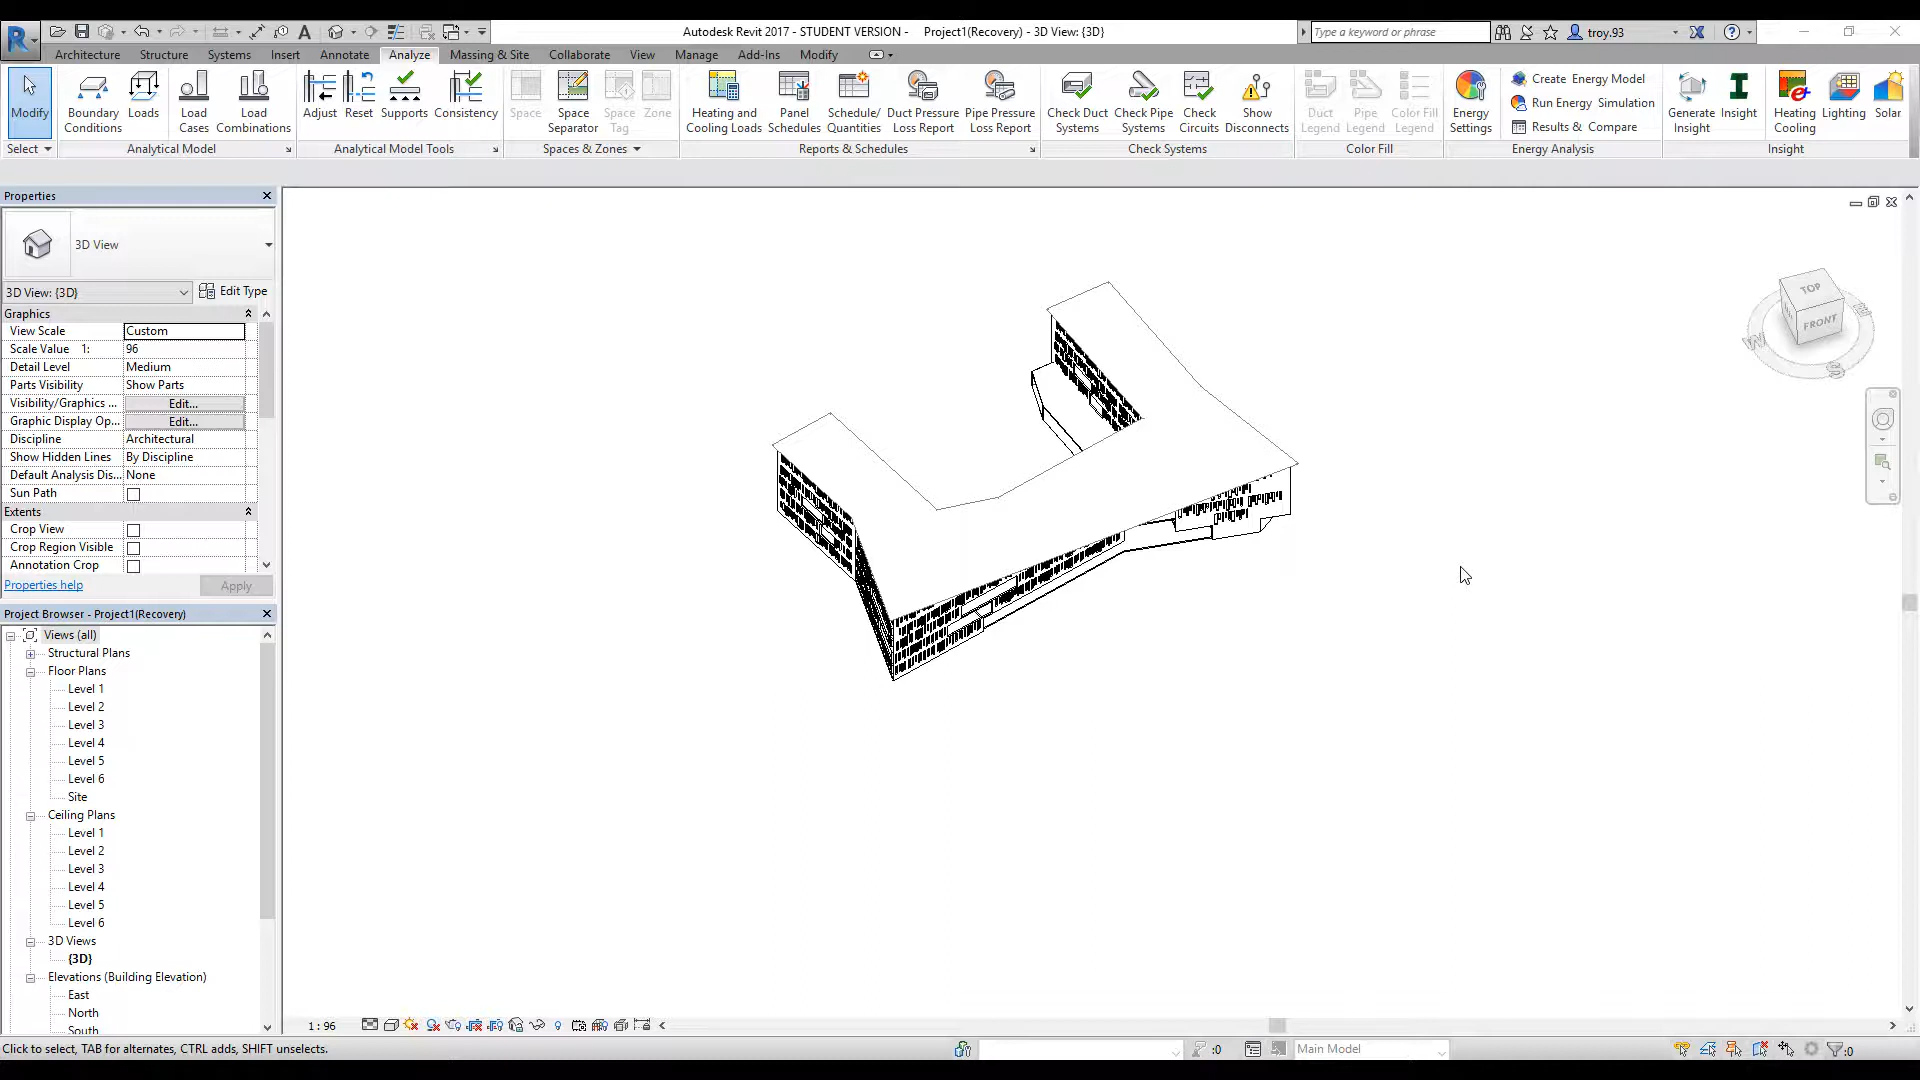 Autodesk Revit 2017 - STUDENT VERSION - Project1(Recovery) - 3D View: {3D}
Type a keyword or phrase
troy.93
Architecture Structure Systems Insert Annotate Analyze Massing & Site Collaborate View Manage Add-Ins Modify
Modify
Boundary Conditions
Loads
Load Cases
Load Combinations
Adjust
Reset
Supports
Consistency
Space
Space Separator
Space Tag
Zone
Heating and Cooling Loads
Panel Schedules
Schedule/ Quantities
Duct Pressure Loss Report
Pipe Pressure Loss Report
Check Duct Systems
Check Pipe Systems
Check Circuits
Show Disconnects
Duct Legend
Pipe Legend
Color Fill Legend
Energy Settings
Create Energy Model
Run Energy Simulation
Results & Compare
Generate Insight
Insight
Heating Cooling
Lighting
Solar
Select Analytical Model Analytical Model Tools Spaces & Zones Reports & Schedules Check Systems Color Fill Energy Analysis Insight
Properties
3D View
3D View: {3D} Edit Type
Graphics
View Scale Custom
Scale Value 1: 96
Detail Level Medium
Parts Visibility Show Parts
Visibility/Graphics ... Edit...
Graphic Display Op... Edit...
Discipline Architectural
Show Hidden Lines By Discipline
Default Analysis Dis... None
Sun Path
Extents
Crop View
Crop Region Visible
Annotation Crop
Properties help Apply
Project Browser - Project1(Recovery)
Views (all)
Structural Plans
Floor Plans
Level 1
Level 2
Level 3
Level 4
Level 5
Level 6
Site
Ceiling Plans
Level 1
Level 2
Level 3
Level 4
Level 5
Level 6
3D Views
{3D}
Elevations (Building Elevation)
East
North
South
TOP
FRONT
W
S
E
1 : 96
Click to select, TAB for alternates, CTRL adds, SHIFT unselects.
:0
Main Model
:0